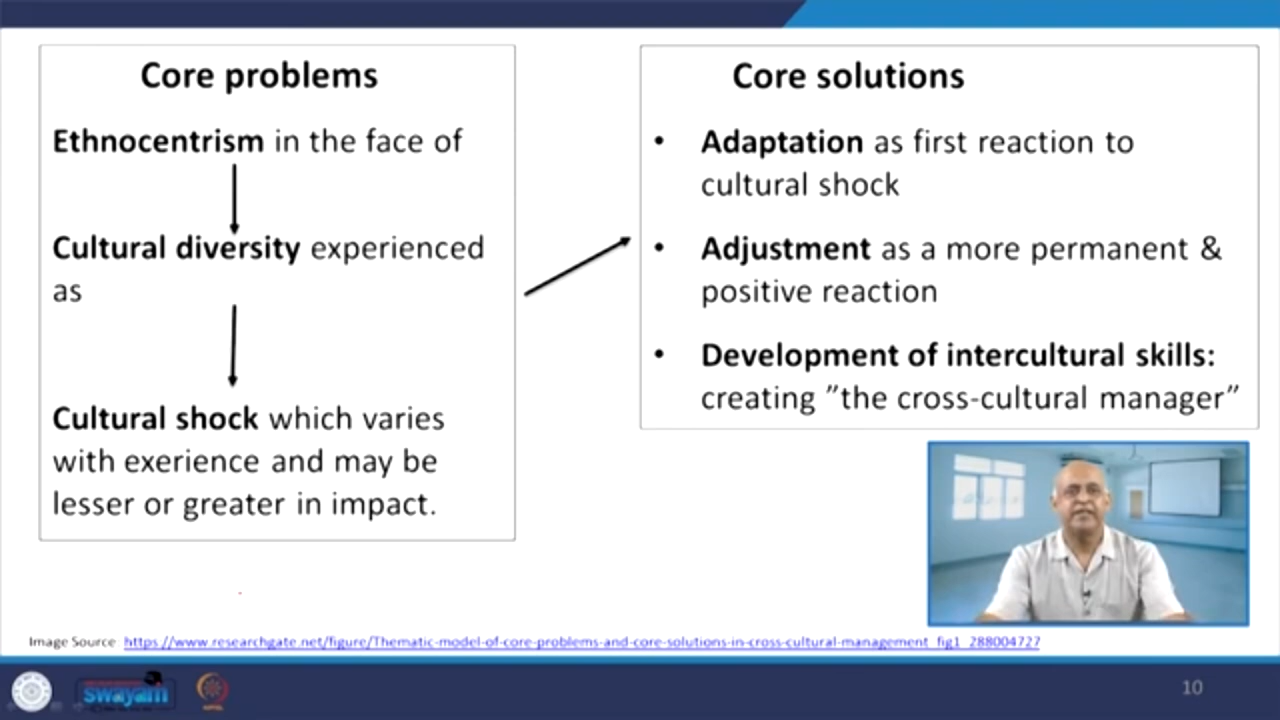 Core problems
Ethnocentrism in the face of
Cultural diversity experienced
as
Cultural shock which varies
with exerience and may be
lesser or greater in impact.
Core solutions
• Adaptation as first reaction to
cultural shock
• Adjustment as a more permanent &
positive reaction
• Development of intercultural skills:
creating ”the cross-cultural manager”
Image Source https://www.researchgate.net/figure/Thematic-model-of-core-problems-and-core-solutions-in-cross-cultural-management_fig1_288004727
swayam
10